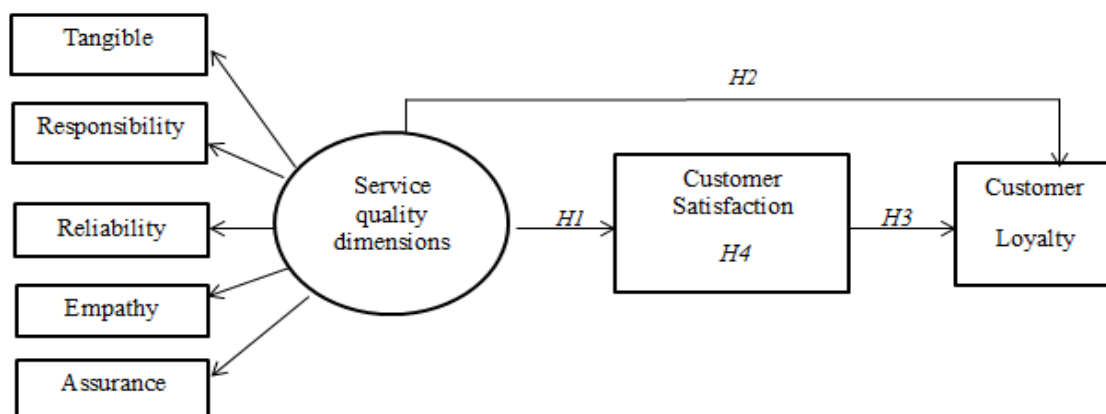 Tangible
Responsibility
Reliability
Empathy
Assurance
Service
quality
dimensions
H1
H2
Customer
Satisfaction
H4
H3
Customer
Loyalty